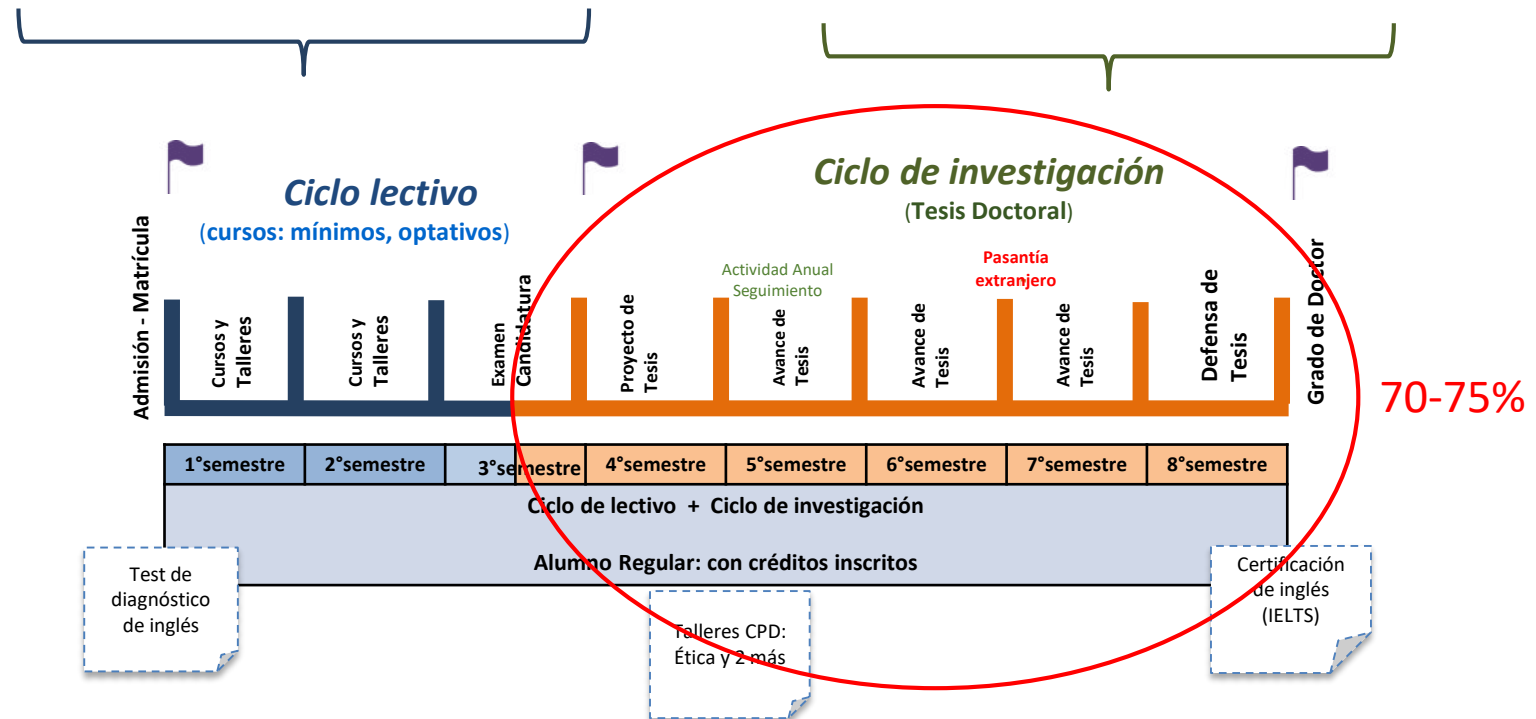 Ciclo lectivo
(cursos: mínimos, optativos)
Ciclo de investigación
(Tesis Doctoral)
Admisión - Matrícula
Cursos y
Talleres
Cursos y
Talleres
Examen
Candidatura
Proyecto de
Tesis
Actividad Anual
Seguimiento
Avance de
Tesis
Avance de
Tesis
Pasantía
extranjero
Avance de
Tesis
Defensa de
Tesis
Grado de Doctor
70-75%
1°semestre
2°semestre
3°semestre
4°semestre
5°semestre
6°semestre
7°semestre
8°semestre
Ciclo de lectivo + Ciclo de investigación
Alumno Regular: con créditos inscritos
Test de
diagnóstico
de inglés
Talleres CPD:
Ética y 2 más
Certificación
de inglés
(IELTS)